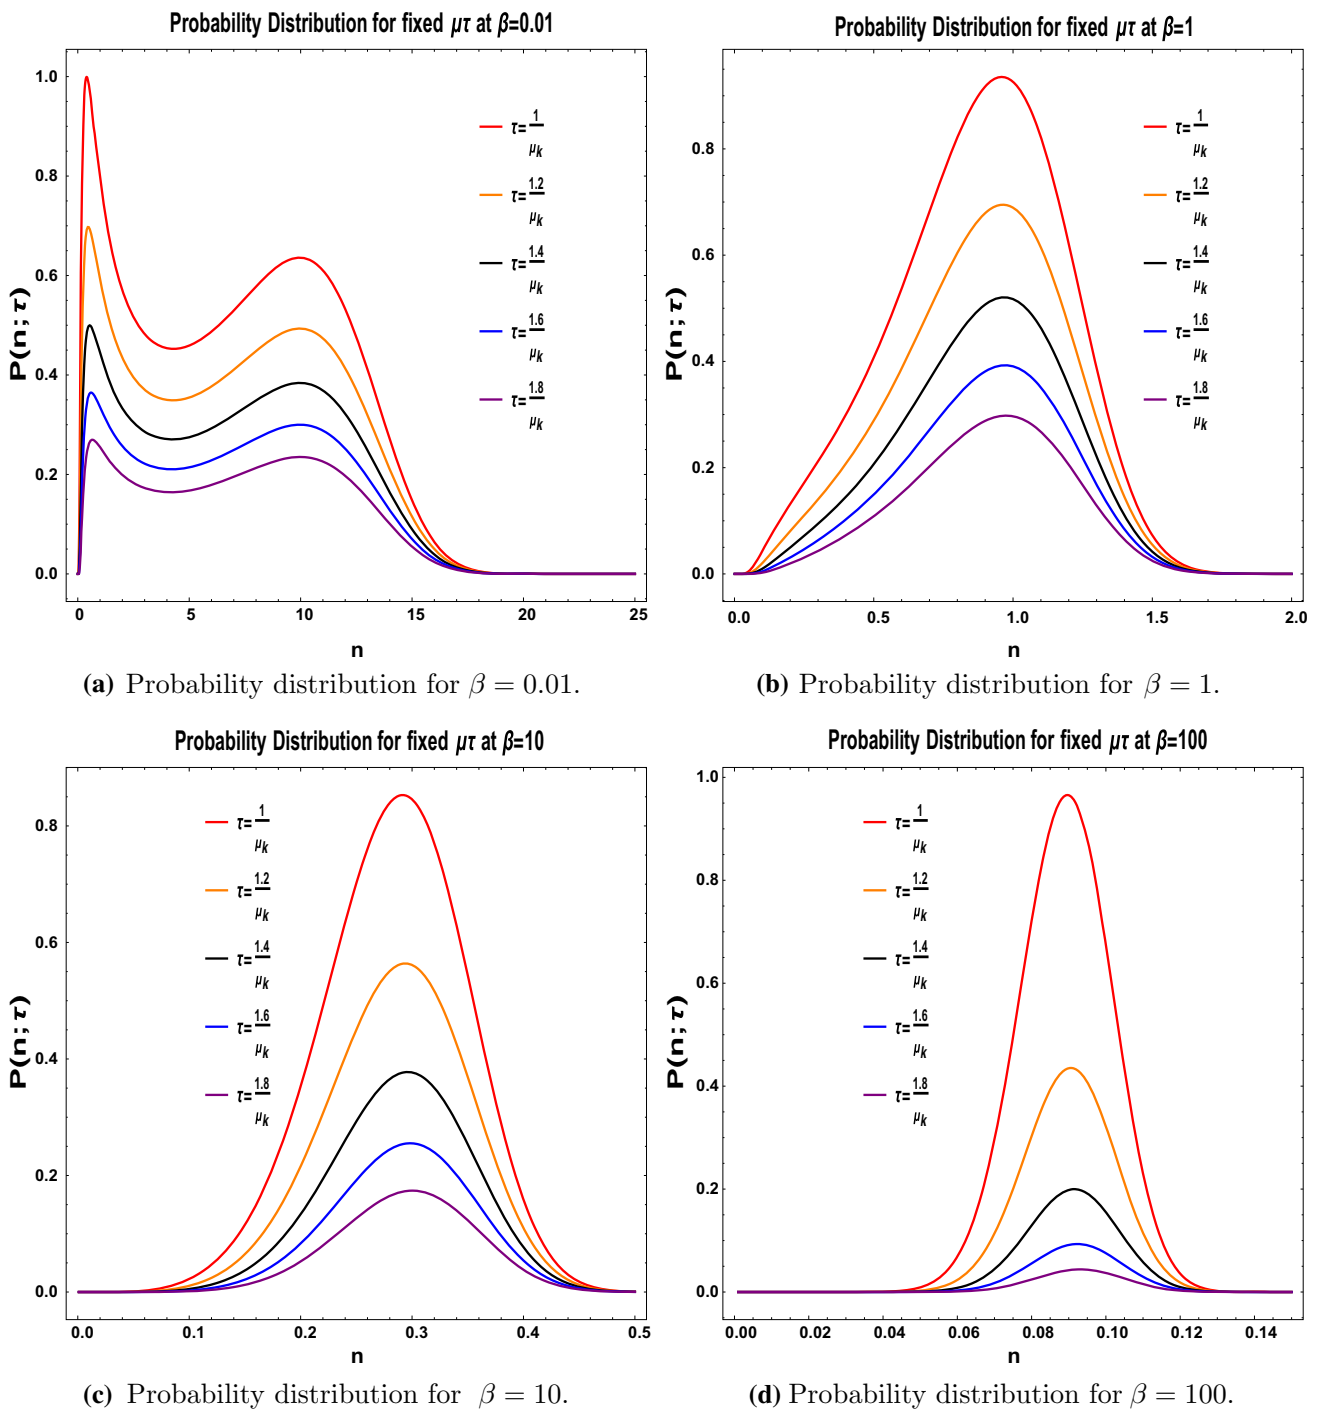 Probability Distribution for fixed μτ at β=0.01
P(n; τ)
1.0
0.8
0.6
0.4
0.2
0.0
τ=1/μk
τ=1.2/μk
τ=1.4/μk
τ=1.6/μk
τ=1.8/μk
0 5 10 15 20 25
n
(a) Probability distribution for β = 0.01.
Probability Distribution for fixed μτ at β=1
P(n; τ)
0.8
0.6
0.4
0.2
0.0
τ=1/μk
τ=1.2/μk
τ=1.4/μk
τ=1.6/μk
τ=1.8/μk
0.0 0.5 1.0 1.5 2.0
n
(b) Probability distribution for β = 1.
Probability Distribution for fixed μτ at β=10
P(n; τ)
0.8
0.6
0.4
0.2
0.0
τ=1/μk
τ=1.2/μk
τ=1.4/μk
τ=1.6/μk
τ=1.8/μk
0.0 0.1 0.2 0.3 0.4 0.5
n
(c) Probability distribution for β = 10.
Probability Distribution for fixed μτ at β=100
P(n; τ)
1.0
0.8
0.6
0.4
0.2
0.0
τ=1/μk
τ=1.2/μk
τ=1.4/μk
τ=1.6/μk
τ=1.8/μk
0.00 0.02 0.04 0.06 0.08 0.10 0.12 0.14
n
(d) Probability distribution for β = 100.